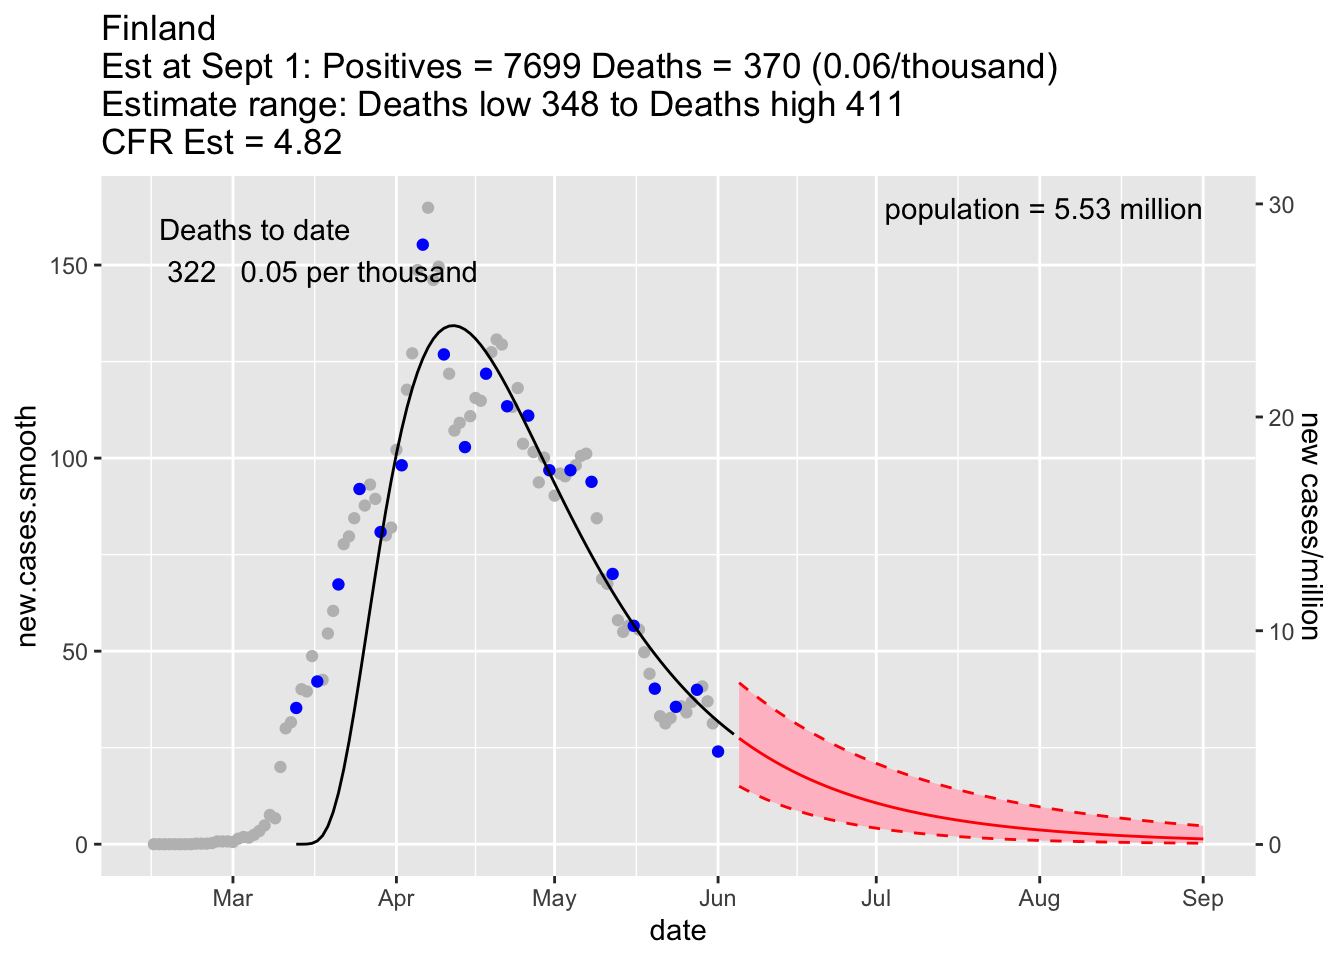 Finland
Est at Sept 1: Positives = 7699 Deaths = 370 (0.06/thousand)
Estimate range: Deaths low 348 to Deaths high 411
CFR Est = 4.82
Deaths to date
322 0.05 per thousand
population = 5.53 million
150
100
50
0
new.cases.smooth
30
20
10
0
new cases/million
Mar Apr May Jun Jul Aug Sep
date